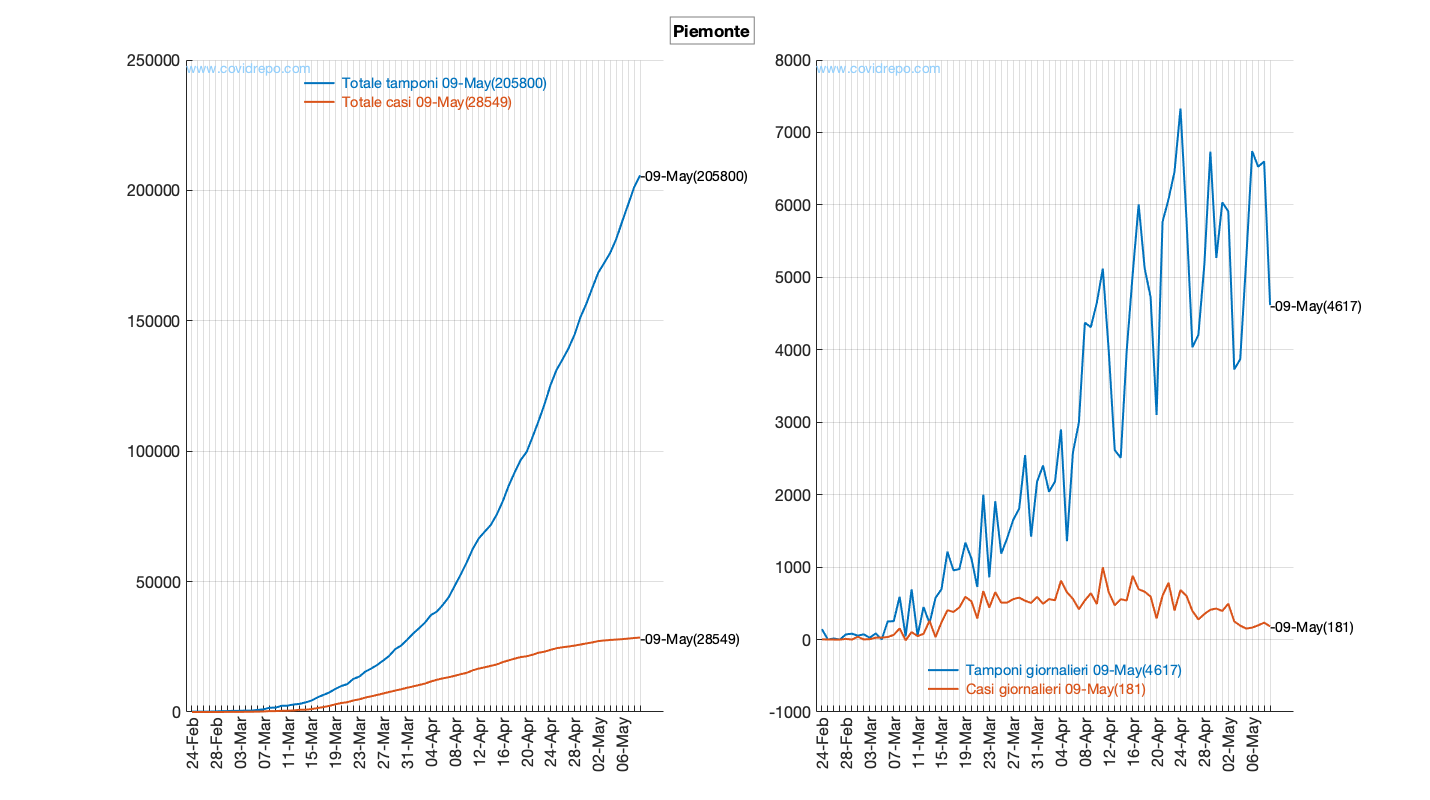 Piemonte
250000
200000
150000
100000
50000
0
www.covidrepo.com
Totale tamponi 09-May(205800)
Totale casi 09-May(28549)
-09-May(205800)
-09-May(28549)
24-Feb
28-Feb
03-Mar
07-Mar
11-Mar
15-Mar
19-Mar
23-Mar
27-Mar
31-Mar
04-Apr
08-Apr
12-Apr
16-Apr
20-Apr
24-Apr
28-Apr
02-May
06-May
8000
7000
6000
5000
4000
3000
2000
1000
0
-1000
www.covidrepo.com
-09-May(4617)
-09-May(181)
Tamponi giornalieri 09-May(4617)
Casi giornalieri 09-May(181)
24-Feb
28-Feb
03-Mar
07-Mar
11-Mar
15-Mar
19-Mar
23-Mar
27-Mar
31-Mar
04-Apr
08-Apr
12-Apr
16-Apr
20-Apr
24-Apr
28-Apr
02-May
06-May